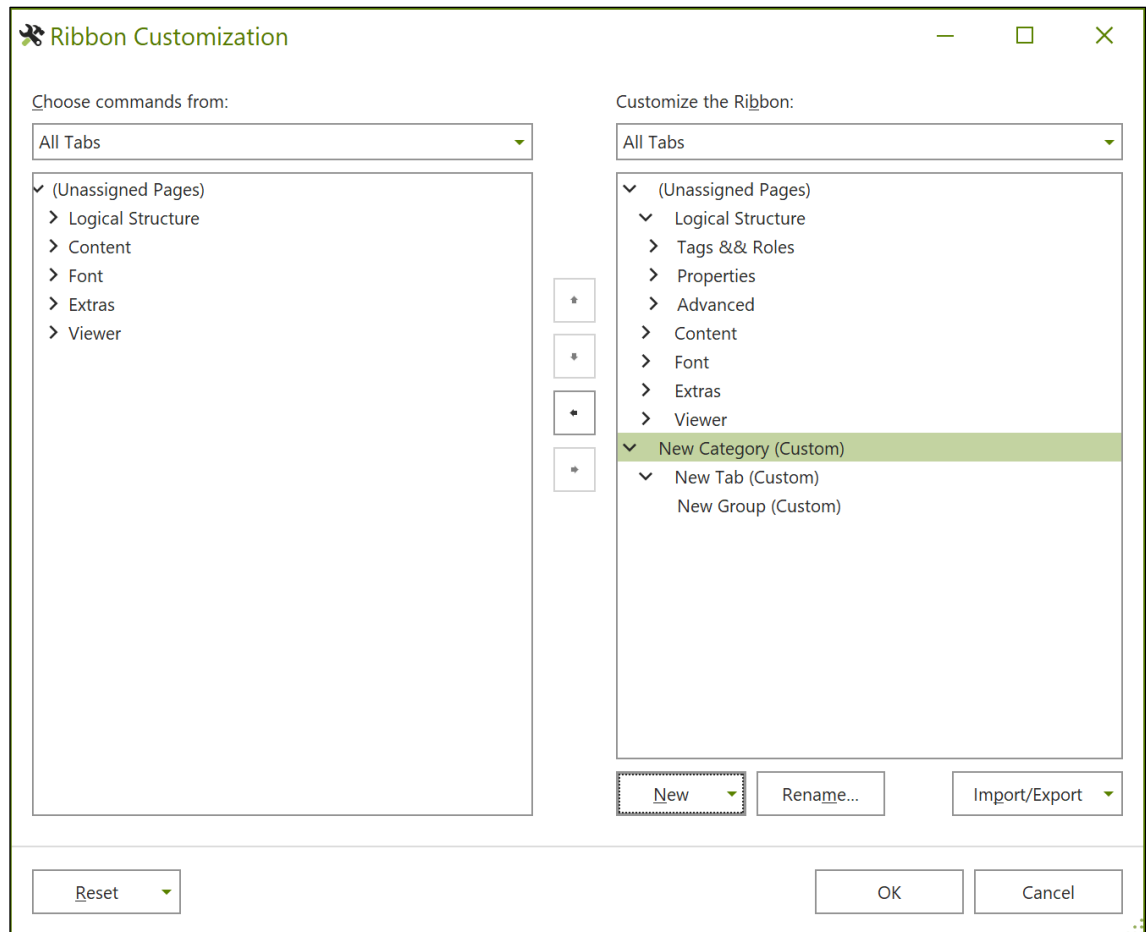 Ribbon Customization
Choose commands from:
All Tabs
(Unassigned Pages)
Logical Structure
Content
Font
Extras
Viewer
Customize the Ribbon:
All Tabs
(Unassigned Pages)
Logical Structure
Tags && Roles
Properties
Advanced
Content
Font
Extras
Viewer
New Category (Custom)
New Tab (Custom)
New Group (Custom)
New
Rename...
Import/Export
Reset
OK
Cancel